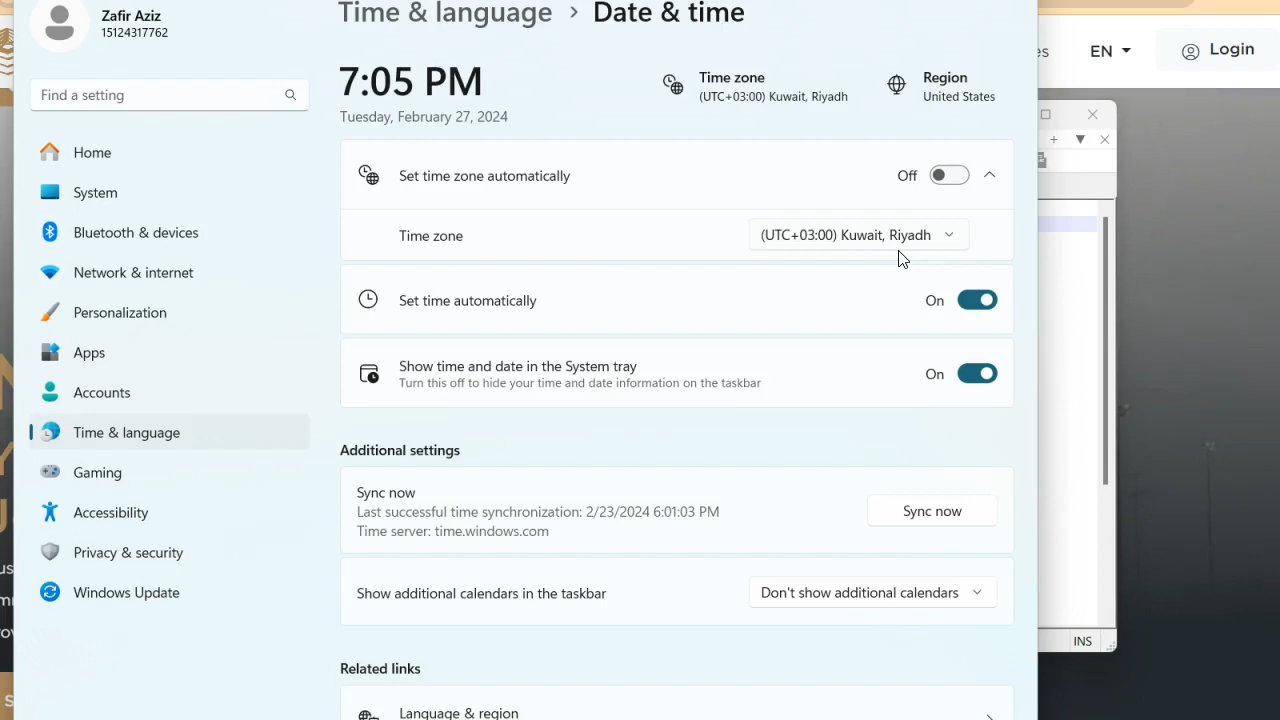 Zafir Aziz
15124317762
Find a setting
Home
System
Bluetooth & devices
Network & internet
Personalization
Apps
Accounts
Time & language
Gaming
Accessibility
Privacy & security
Windows Update
Time & language > Date & time
7:05 PM
Tuesday, February 27, 2024
Time zone
(UTC+03:00) Kuwait, Riyadh
Region
United States
Set time zone automatically
Off
Time zone
(UTC+03:00) Kuwait, Riyadh
Set time automatically
On
Show time and date in the System tray
Turn this off to hide your time and date information on the taskbar
On
Additional settings
Sync now
Last successful time synchronization: 2/23/2024 6:01:03 PM
Time server: time.windows.com
Sync now
Show additional calendars in the taskbar
Don't show additional calendars
Related links
Language & region
EN
Login
INS